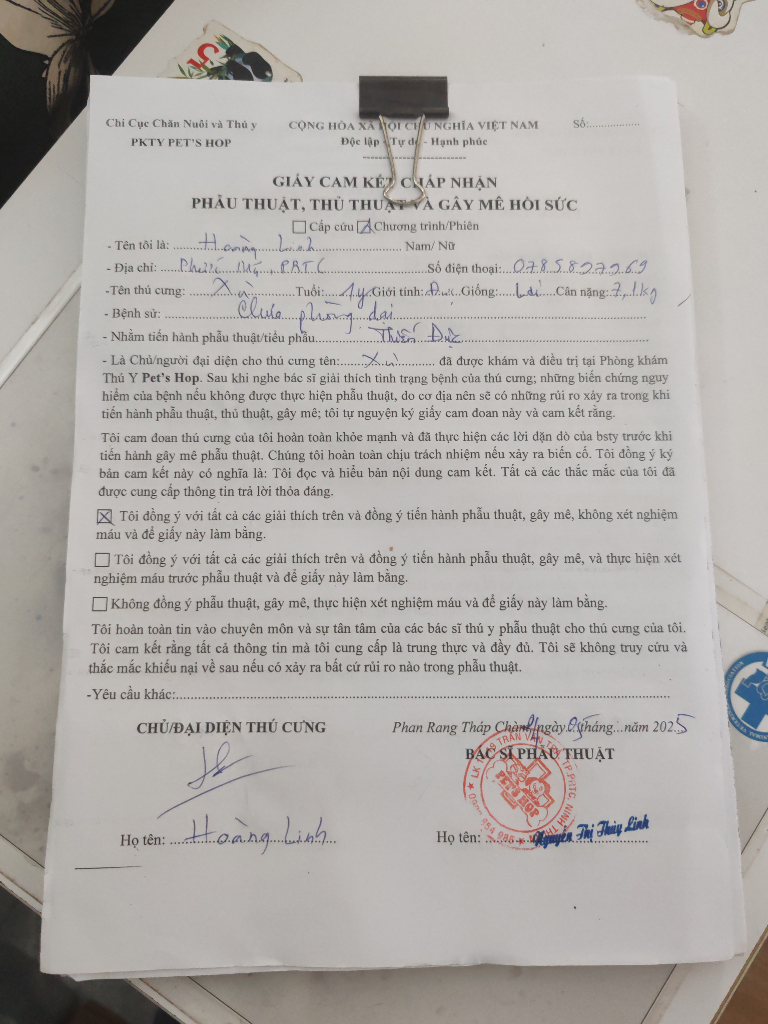 Chi Cục Chăn Nuôi và Thú y
CỘNG HÒA XÃ HỘI CHỦ NGHĨA VIỆT NAM
Số:................
PKTY PET'S HOP
Độc lập - Tự do - Hạnh phúc
GIẤY CAM KẾT CHẤP NHẬN
PHẪU THUẬT, THỦ THUẬT VÀ GÂY MÊ HỒI SỨC
☐ Cấp cứu ☒ Chương trình/Phiên
- Tên tôi là: Hoàng Linh Nam/ Nữ
- Địa chỉ: Phước Mỹ, PRTC Số điện thoại: 0785897969
-Tên thú cưng: Xù Tuổi: 1y Giới tính: Đực Giống: Lai Cân nặng: 7,1kg
- Bệnh sử: Chưa phòng dại
- Nhằm tiến hành phẫu thuật/tiểu phẫu Thiến Đực
- Là Chủ/người đại diện cho thú cưng tên: Xù đã được khám và điều trị tại Phòng khám
Thú Y Pet's Hop. Sau khi nghe bác sĩ giải thích tình trạng bệnh của thú cưng; những biến chứng nguy
hiểm của bệnh nếu không được thực hiện phẫu thuật, do cơ địa nên sẽ có những rủi ro xảy ra trong khi
tiến hành phẫu thuật, thủ thuật, gây mê; tôi tự nguyện ký giấy cam đoan này và cam kết rằng.
Tôi cam đoan thú cưng của tôi hoàn toàn khỏe mạnh và đã thực hiện các lời dặn dò của bsty trước khi
tiến hành gây mê phẫu thuật. Chúng tôi hoàn toàn chịu trách nhiệm nếu xảy ra biến cố. Tôi đồng ý ký
bản cam kết này có nghĩa là: Tôi đọc và hiểu bản nội dung cam kết. Tất cả các thắc mắc của tôi đã
được cung cấp thông tin trả lời thỏa đáng.
☒ Tôi đồng ý với tất cả các giải thích trên và đồng ý tiến hành phẫu thuật, gây mê, không xét nghiệm
máu và để giấy này làm bằng.
☐ Tôi đồng ý với tất cả các giải thích trên và đồng ý tiến hành phẫu thuật, gây mê, và thực hiện xét
nghiệm máu trước phẫu thuật và để giấy này làm bằng.
☐ Không đồng ý phẫu thuật, gây mê, thực hiện xét nghiệm máu và để giấy này làm bằng.
Tôi hoàn toàn tin vào chuyên môn và sự tân tâm của các bác sĩ thú y phẫu thuật cho thú cưng của tôi.
Tôi cam kết rằng tất cả thông tin mà tôi cung cấp là trung thực và đầy đủ. Tôi sẽ không truy cứu và
thắc mắc khiếu nại về sau nếu có xảy ra bất cứ rủi ro nào trong phẫu thuật.
-Yêu cầu khác:
CHỦ/ĐẠI DIỆN THÚ CƯNG
Phan Rang Tháp Chàm, ngày tháng năm 2025
BÁC SĨ PHẪU THUẬT
PET'S HOP
Họ tên: Hoàng Linh
Họ tên: Nguyễn Thị Thùy Linh